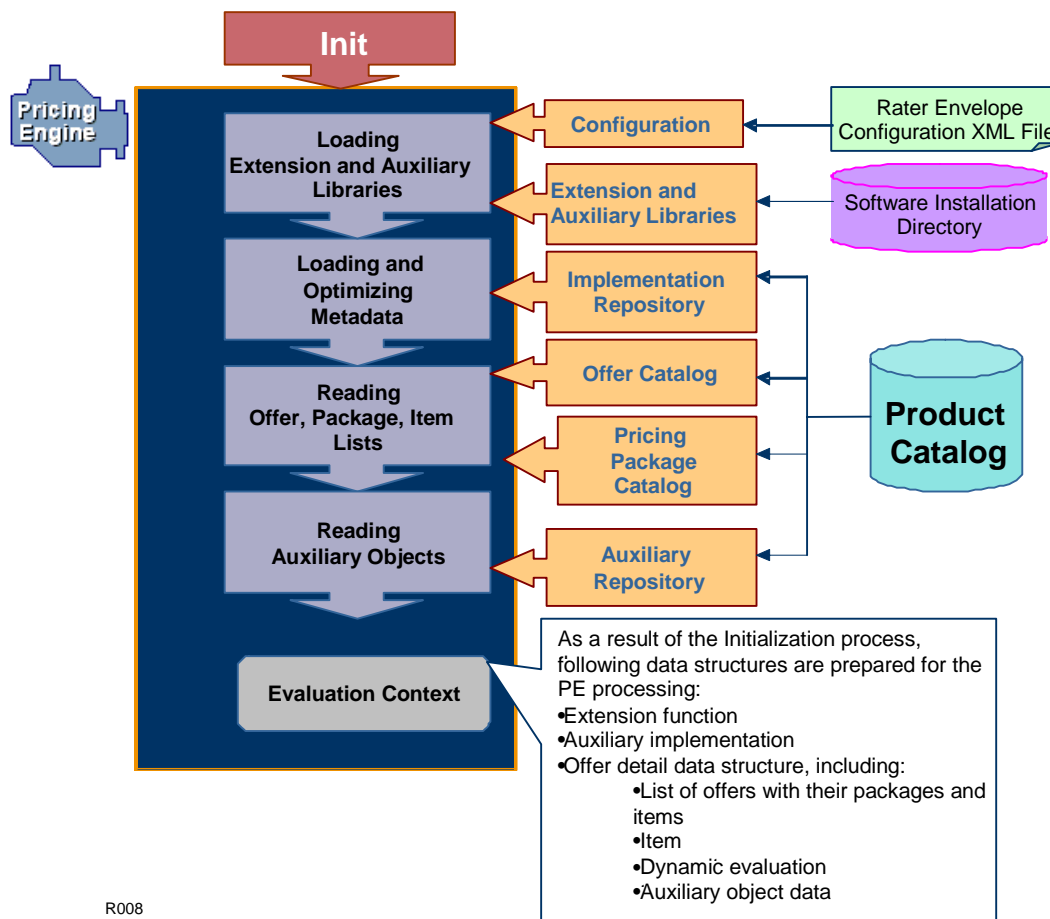 Init
Pricing
Engine
Loading
Extension and Auxiliary
Libraries
Configuration
Rater Envelope
Configuration XML File
Extension and
Auxiliary Libraries
Software Installation
Directory
Loading and
Optimizing
Metadata
Implementation
Repository
Reading
Offer, Package, Item
Lists
Offer Catalog
Product
Catalog
Pricing
Package
Catalog
Reading
Auxiliary Objects
Auxiliary
Repository
Evaluation Context
As a result of the Initialization process,
following data structures are prepared for the
PE processing:
•Extension function
•Auxiliary implementation
•Offer detail data structure, including:
•List of offers with their packages and
items
•Item
•Dynamic evaluation
•Auxiliary object data
R008